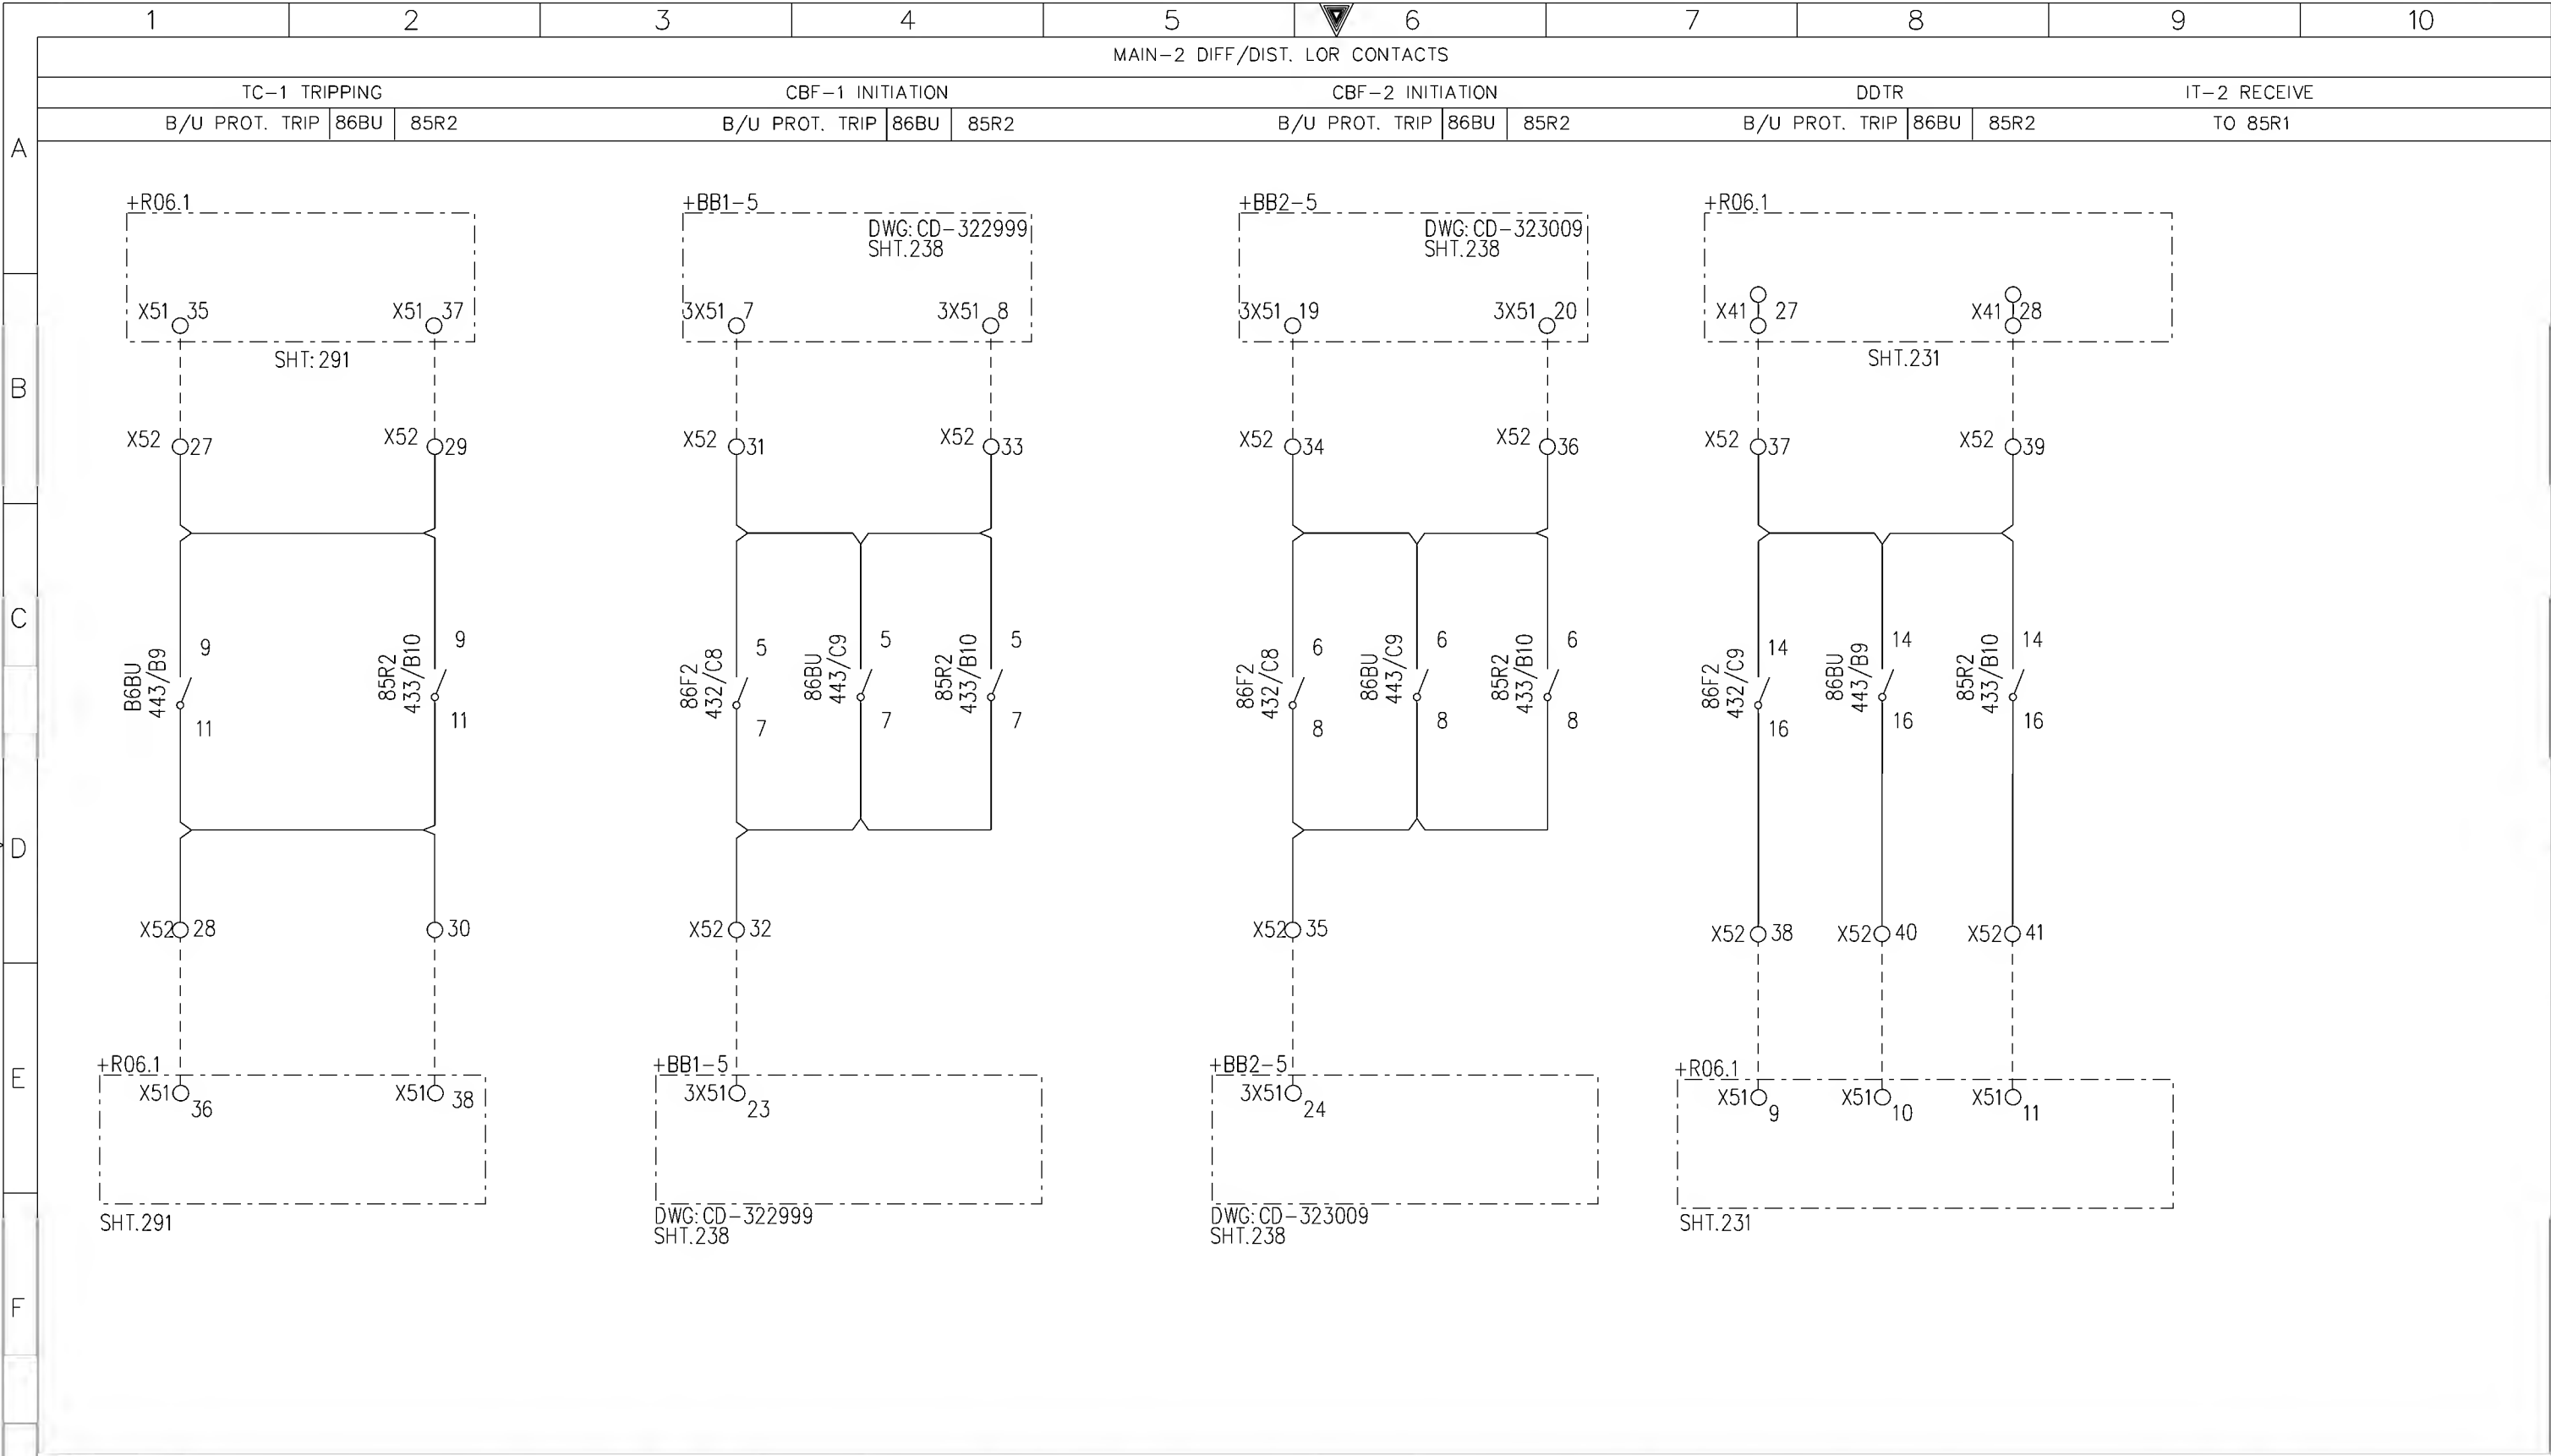 1 2 3 4 5 6 7 8 9 10
MAIN-2 DIFF/DIST. LOR CONTACTS
TC-1 TRIPPING CBF-1 INITIATION CBF-2 INITIATION DDTR IT-2 RECEIVE
B/U PROT. TRIP 86BU 85R2 B/U PROT. TRIP 86BU 85R2 B/U PROT. TRIP 86BU 85R2 B/U PROT. TRIP 86BU 85R2 TO 85R1
A
+R06.1 +BB1-5 +BB2-5 +R06.1
DWG:CD-322999 DWG:CD-323009
SHT.238 SHT.238
X51 35 X51 37 3X51 7 3X51 8 3X51 19 3X51 20 X41 27 X41 28
SHT:291 SHT.231
B
X52 27 X52 29 X52 31 X52 33 X52 34 X52 36 X52 37 X52 39
C
9 9 5 5 5 6 6 6 14 14 14
B6BU 443/B9
85R2 433/B10
86F2 432/C8
86BU 443/C9
85R2 433/B10
86F2 432/C8
86BU 443/C9
85R2 433/B10
86F2 432/C9
86BU 443/B9
85R2 433/B10
11 11 7 7 7 8 8 8 16 16 16
D
X52 28 30 X52 32 X52 35 X52 38 X52 40 X52 41
E
+R06.1 +BB1-5 +BB2-5 +R06.1
X51 36 X51 38 3X51 23 3X51 24 X51 9 X51 10 X51 11
SHT.291 DWG:CD-322999 DWG:CD-323009 SHT.231
SHT.238 SHT.238
F